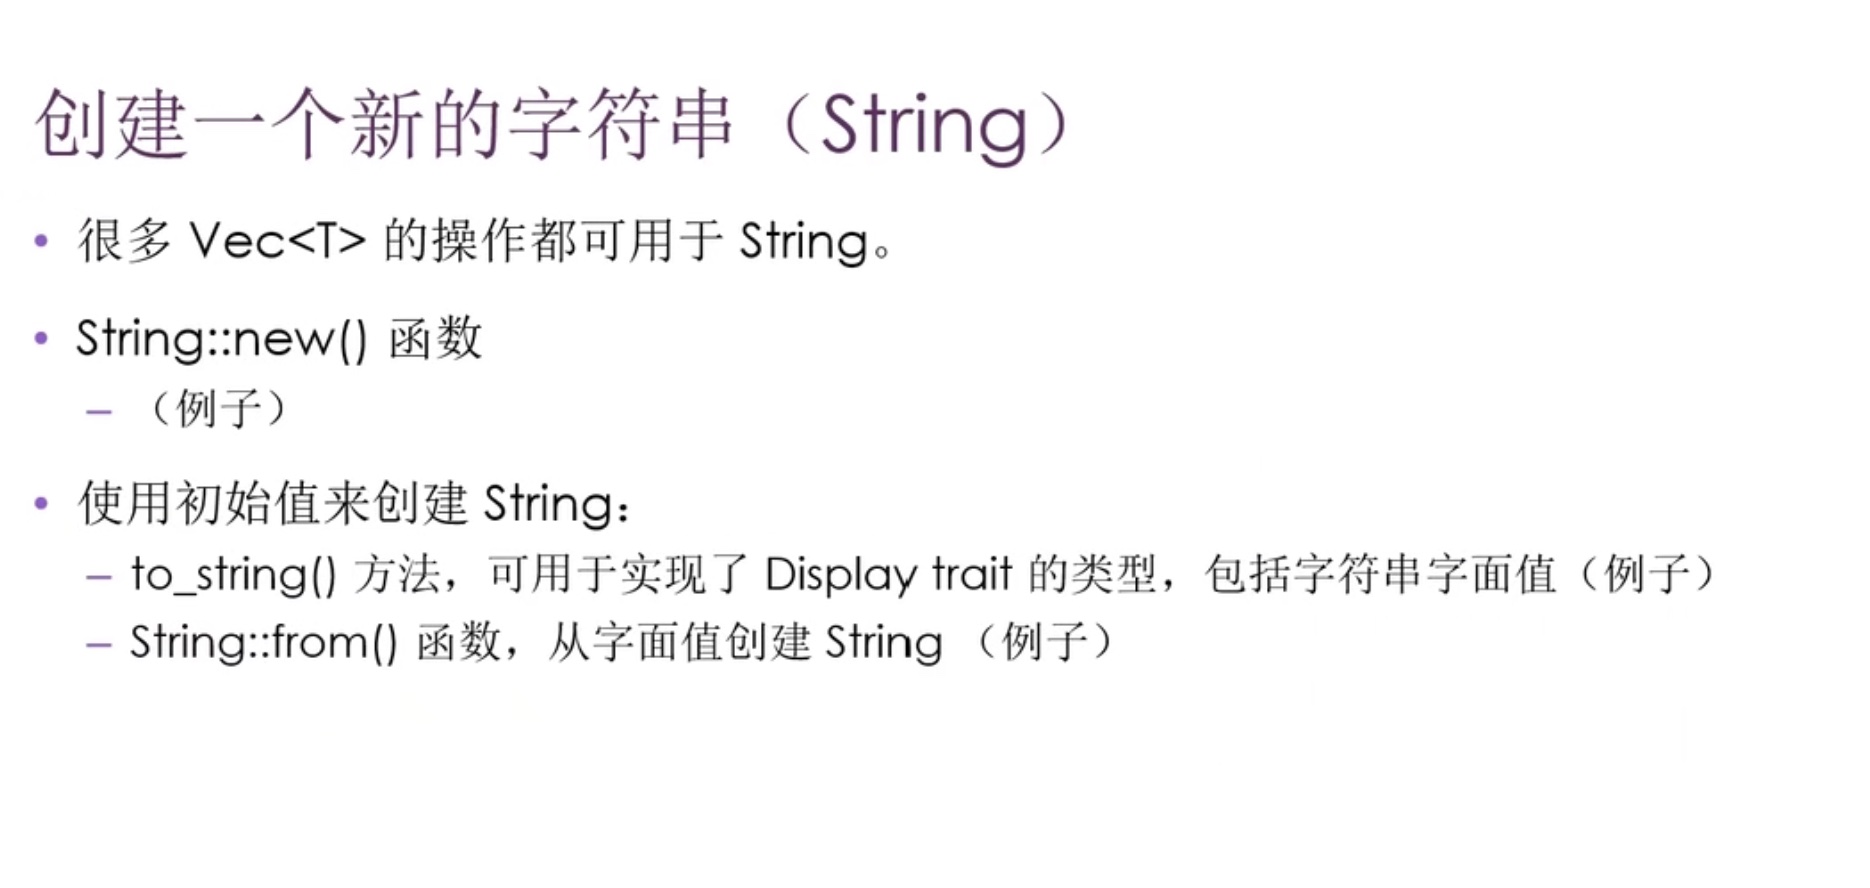 创建一个新的字符串（String）
• 很多 Vec<T> 的操作都可用于 String。
• String::new() 函数
– （例子）
• 使用初始值来创建 String：
– to_string() 方法，可用于实现了 Display trait 的类型，包括字符串字面值（例子）
– String::from() 函数，从字面值创建 String （例子）